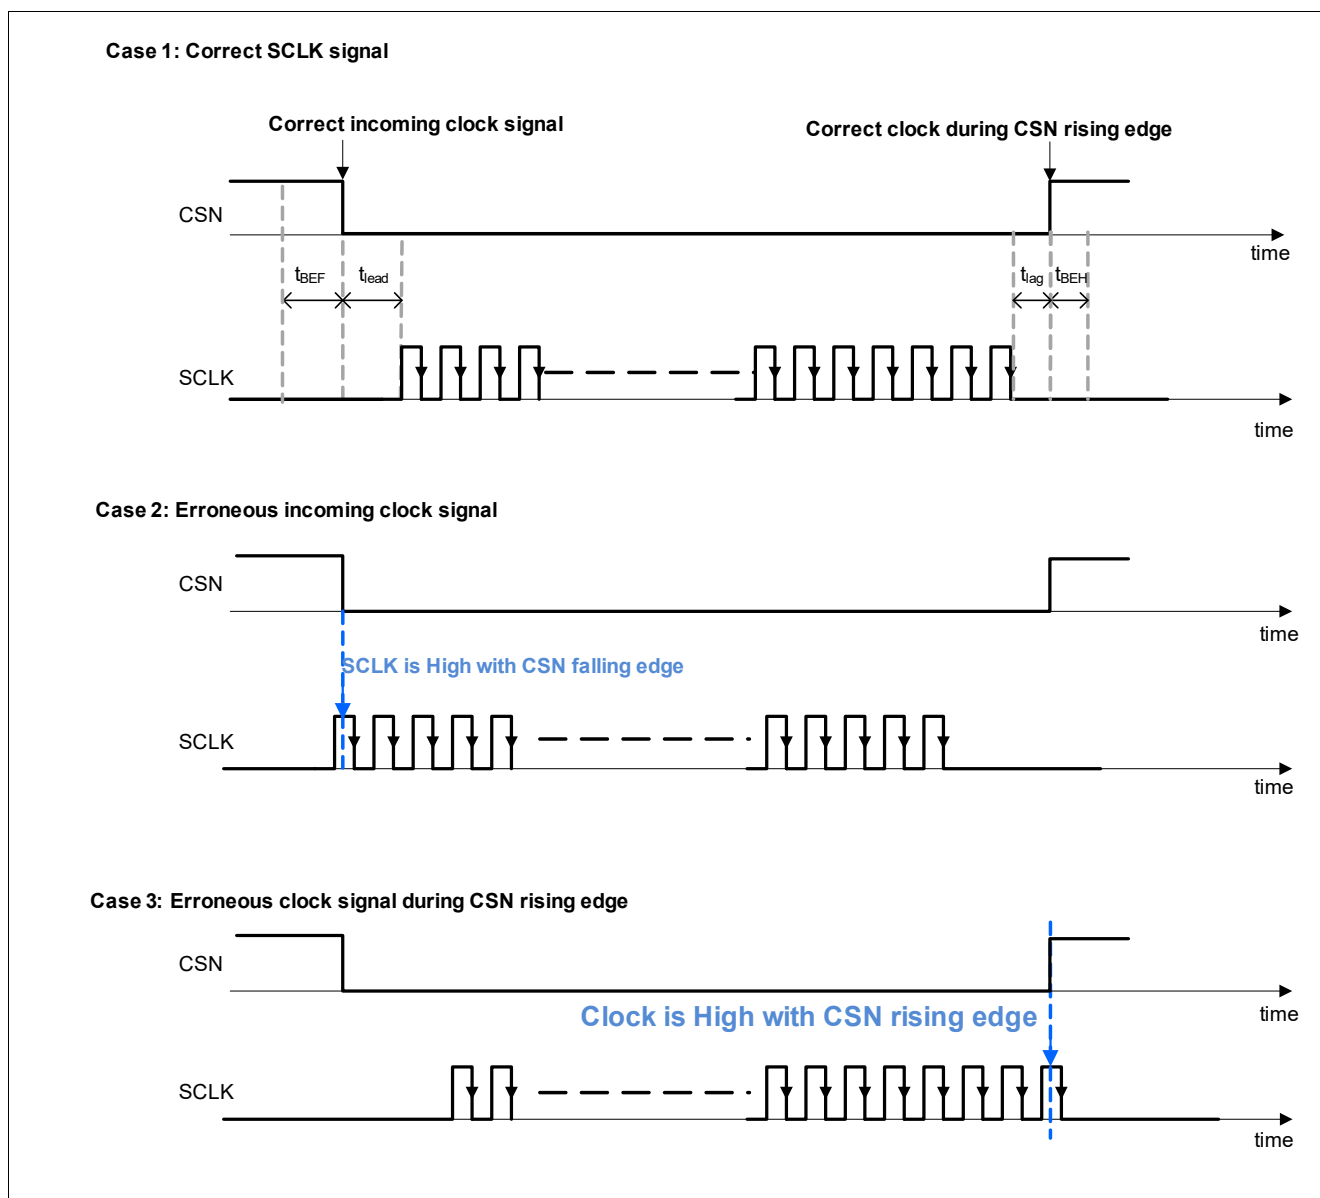 Case 1: Correct SCLK signal
Correct incoming clock signal
Correct clock during CSN rising edge
CSN
time
tBEF
tlead
tlag
tBEH
SCLK
time
Case 2: Erroneous incoming clock signal
CSN
time
SCLK is High with CSN falling edge
SCLK
time
Case 3: Erroneous clock signal during CSN rising edge
CSN
time
Clock is High with CSN rising edge
SCLK
time